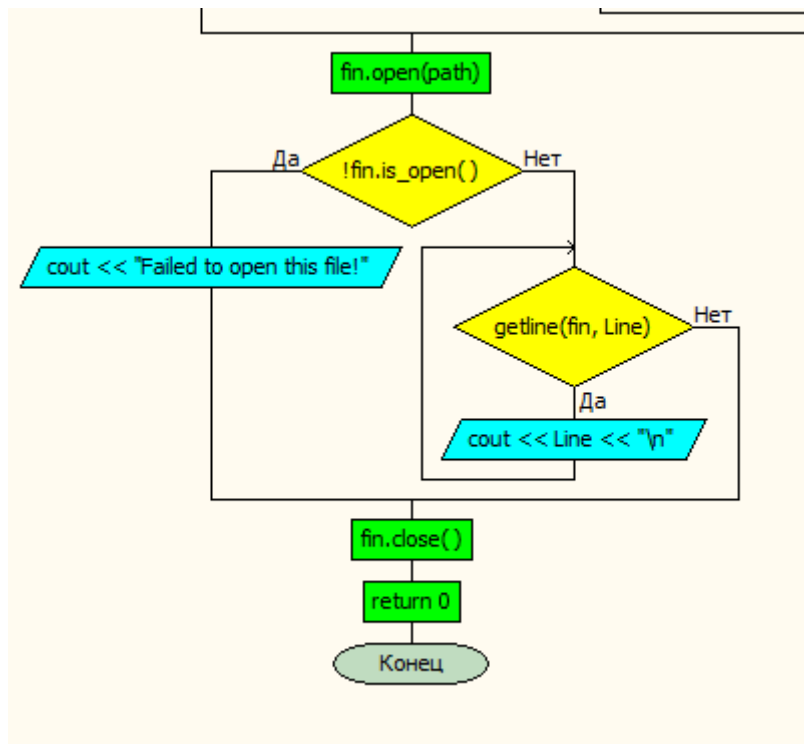 fin.open(path)
Да
!fin.is_open()
Нет
cout << "Failed to open this file!"
getline(fin, Line)
Нет
Да
cout << Line << "\n"
fin.close()
return 0
Конец